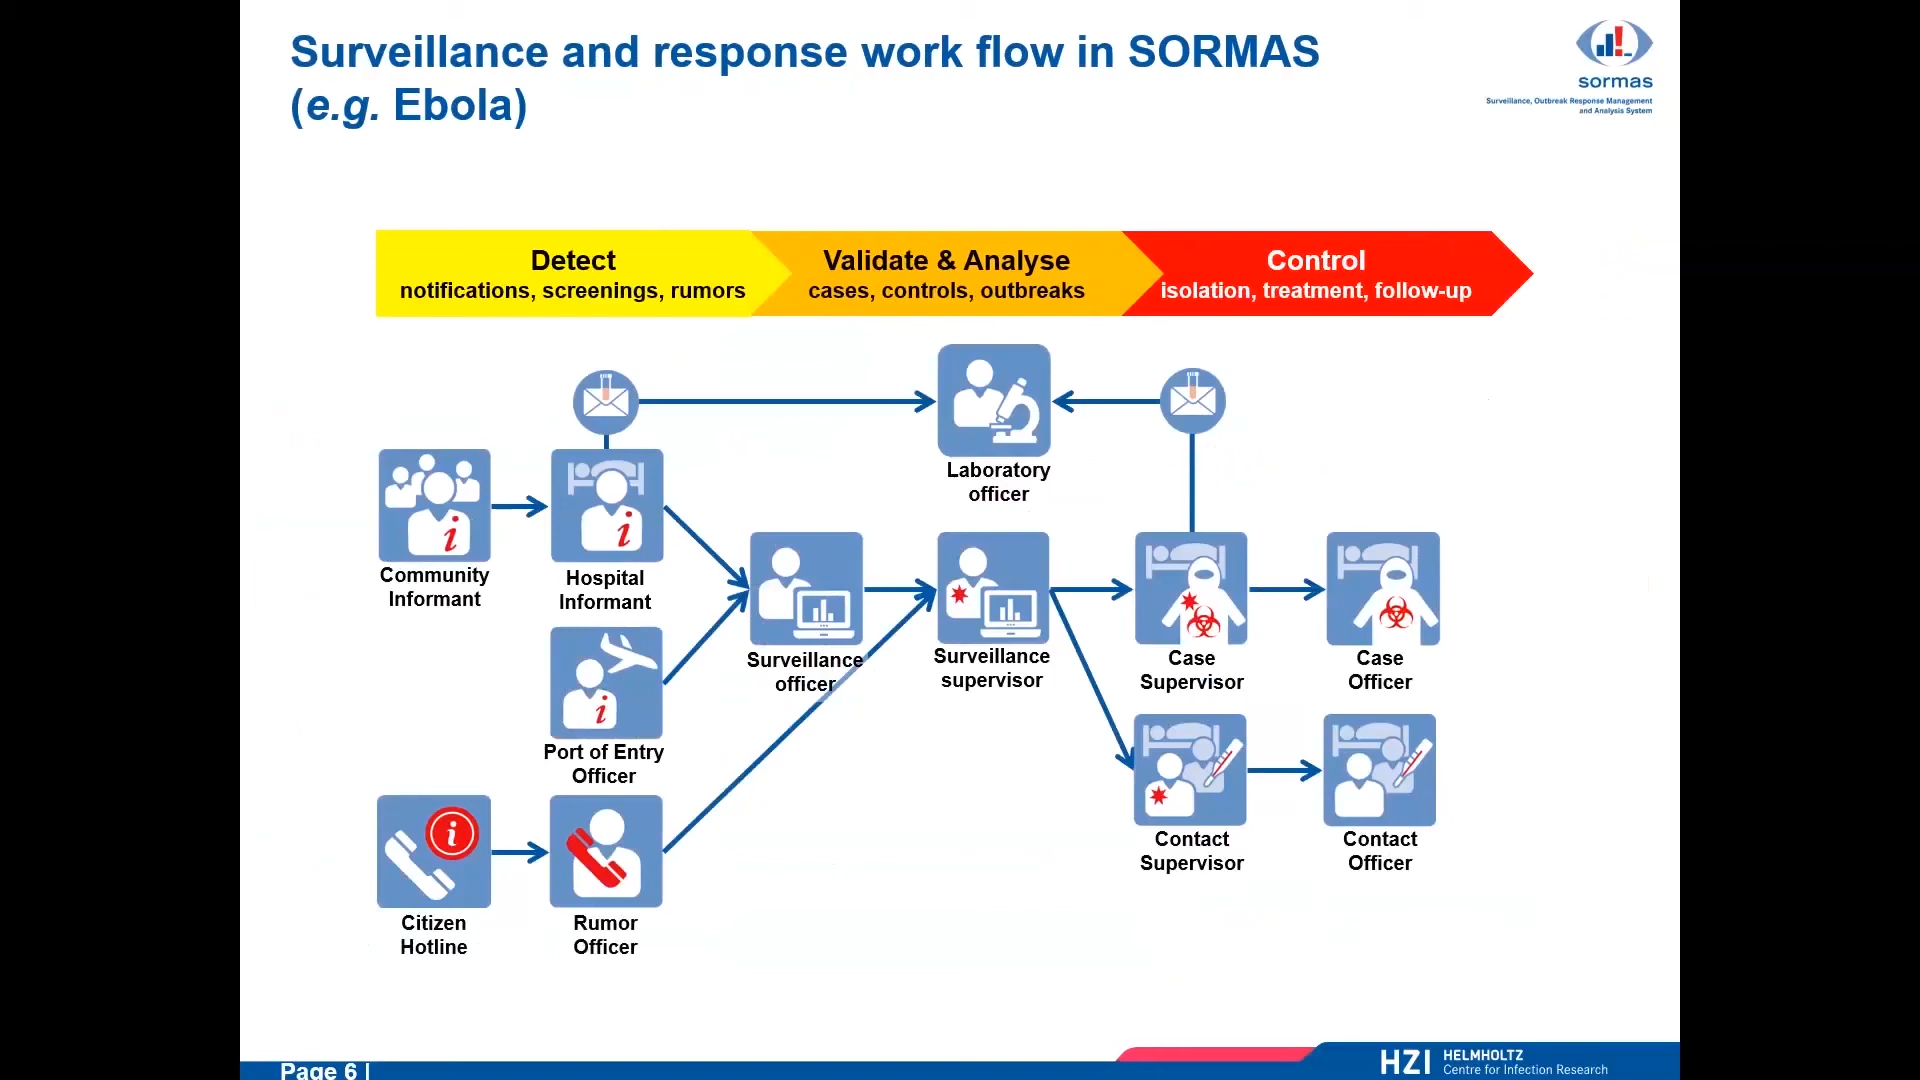 Surveillance and response work flow in SORMAS
(e.g. Ebola)
sormas
Surveillance, Outbreak Response Management
and Analysis System
Detect
notifications, screenings, rumors
Validate & Analyse
cases, controls, outbreaks
Control
isolation, treatment, follow-up
Laboratory
officer
Community
Informant
Hospital
Informant
Surveillance
officer
Surveillance
supervisor
Case
Supervisor
Case
Officer
Port of Entry
Officer
Contact
Supervisor
Contact
Officer
Citizen
Hotline
Rumor
Officer
Page 6 |
HZI HELMHOLTZ
Centre for Infection Research